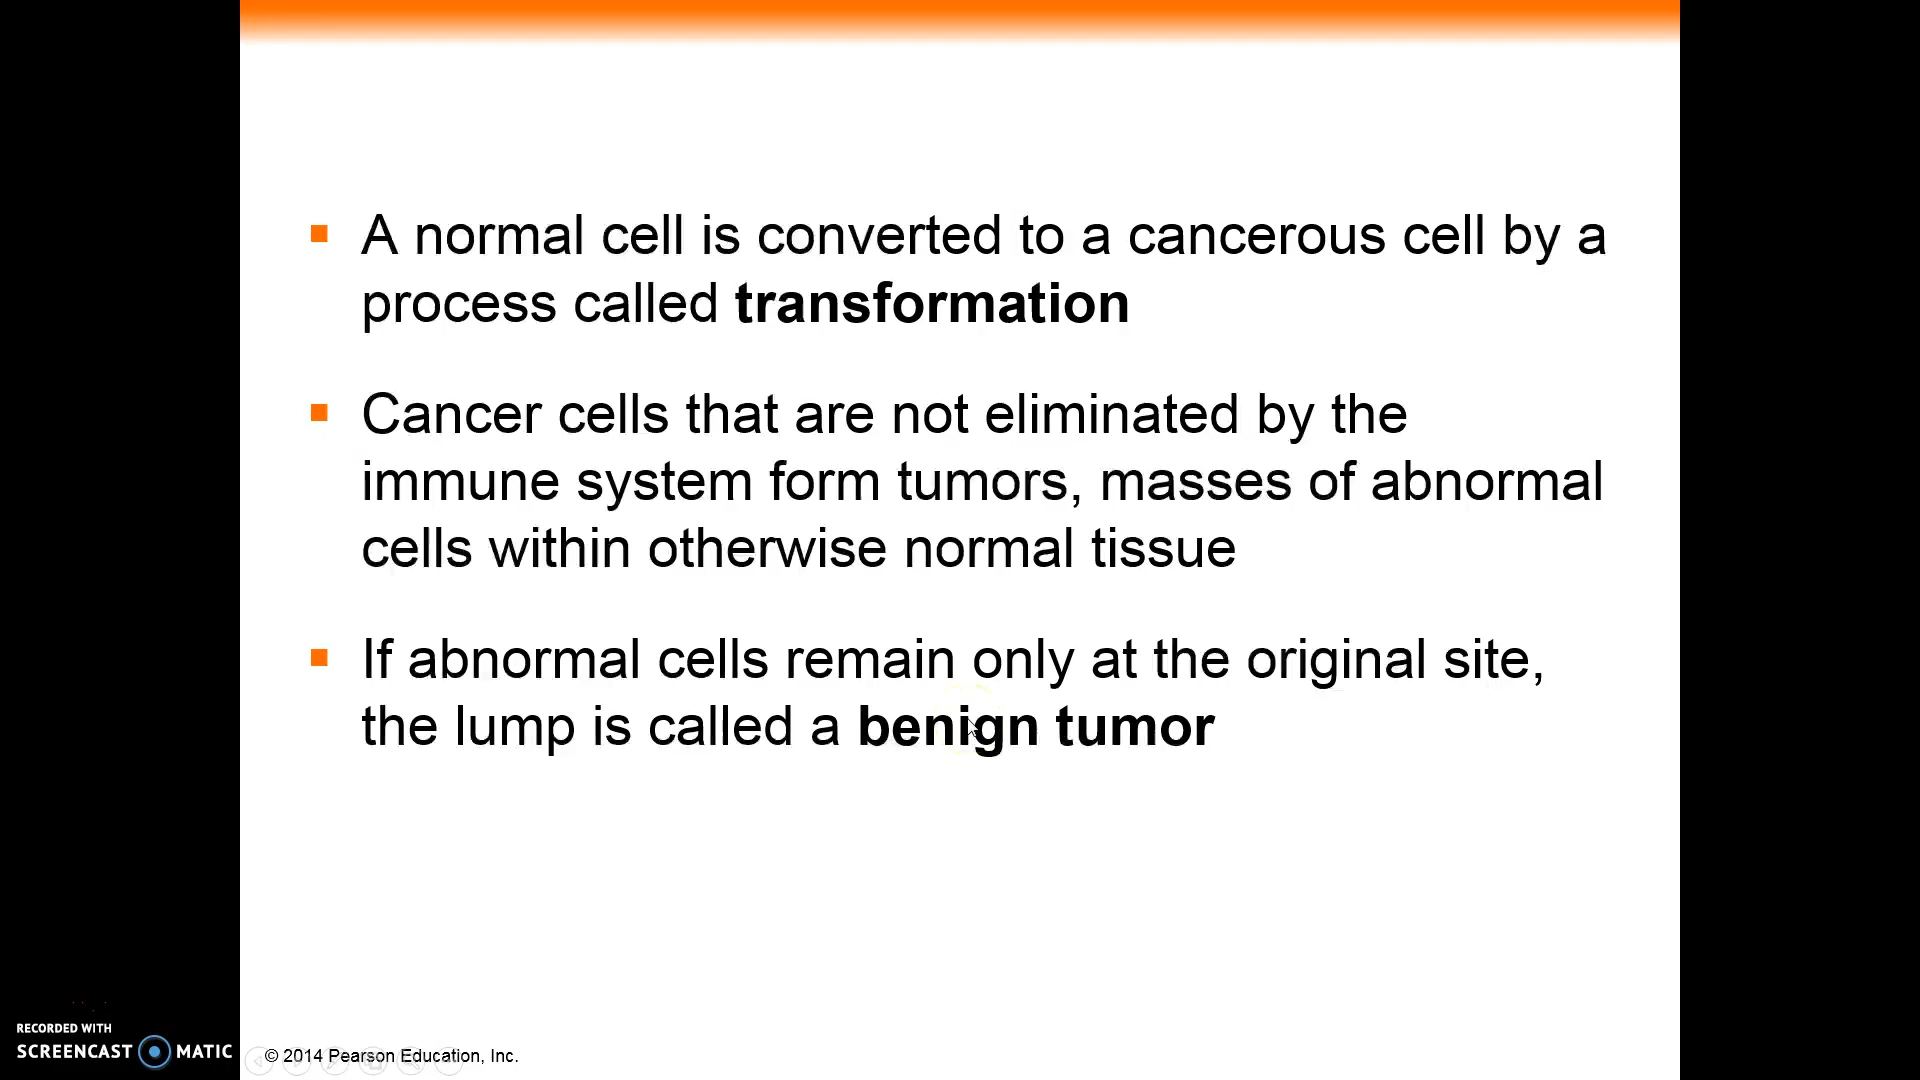 A normal cell is converted to a cancerous cell by a
process called transformation
Cancer cells that are not eliminated by the
immune system form tumors, masses of abnormal
cells within otherwise normal tissue
If abnormal cells remain only at the original site,
the lump is called a benign tumor
RECORDED WITH
SCREENCAST MATIC
© 2014 Pearson Education, Inc.